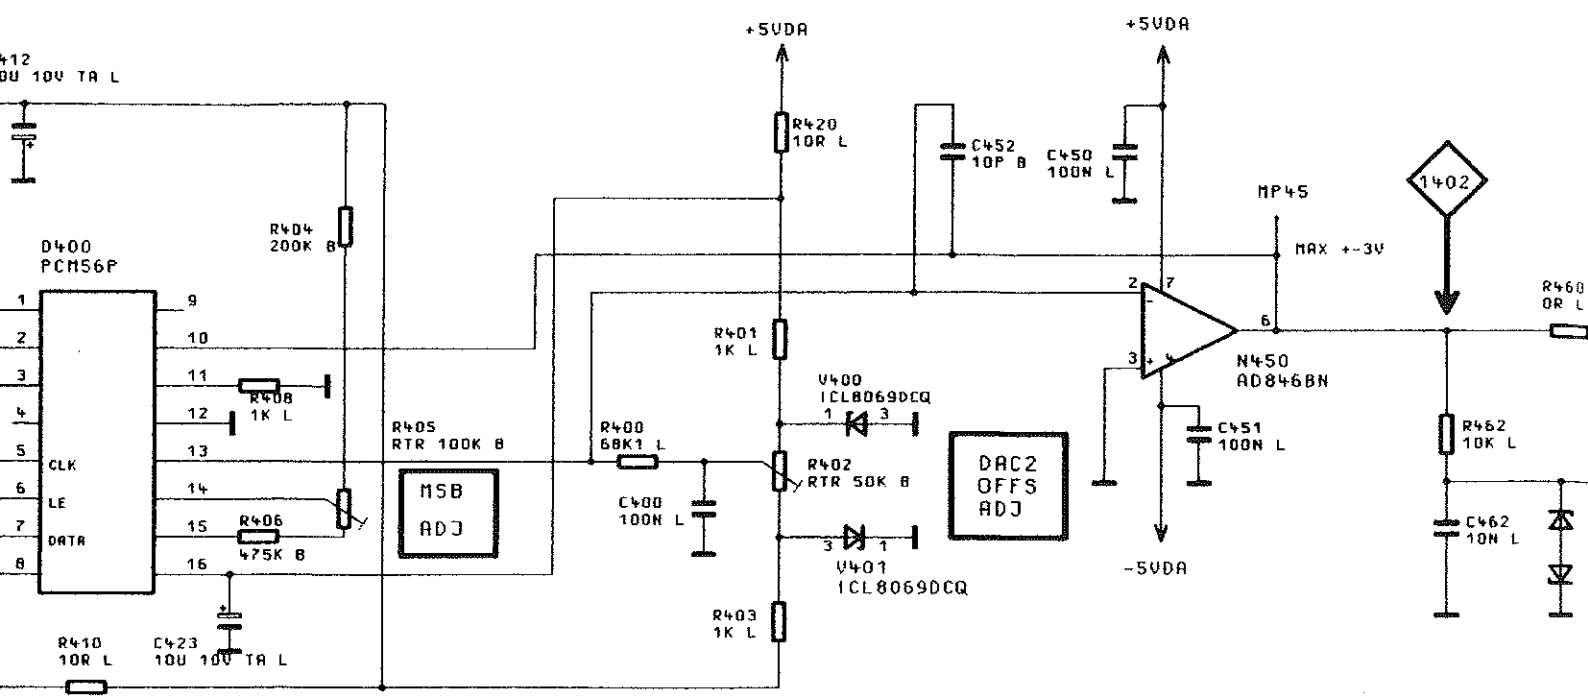 +5VDA
+5VDA
412
0U 10V TA L
R420
10R L
C452
10P B
C450
100N L
1402
MP45
R404
200K B
MAX +-3V
D400
PCM56P
R460
0R L
1
2
3
4
5
6
7
8
CLK
LE
DATA
9
10
11
12
13
14
15
16
R408
1K L
R405
RTR 100K B
MSB
ADJ
R406
475K B
R400
68K1 L
C400
100N L
R401
1K L
V400
ICL8069DCQ
1
3
R402
RTR 50K B
3
1
V401
ICL8069DCQ
DAC2
OFFS
ADJ
2
-
7
3
+
4
6
N450
AD846BN
C451
100N L
-5VDA
R462
10K L
C462
10N L
R403
1K L
+
+
R410
10R L
C423
10U 10V TA L